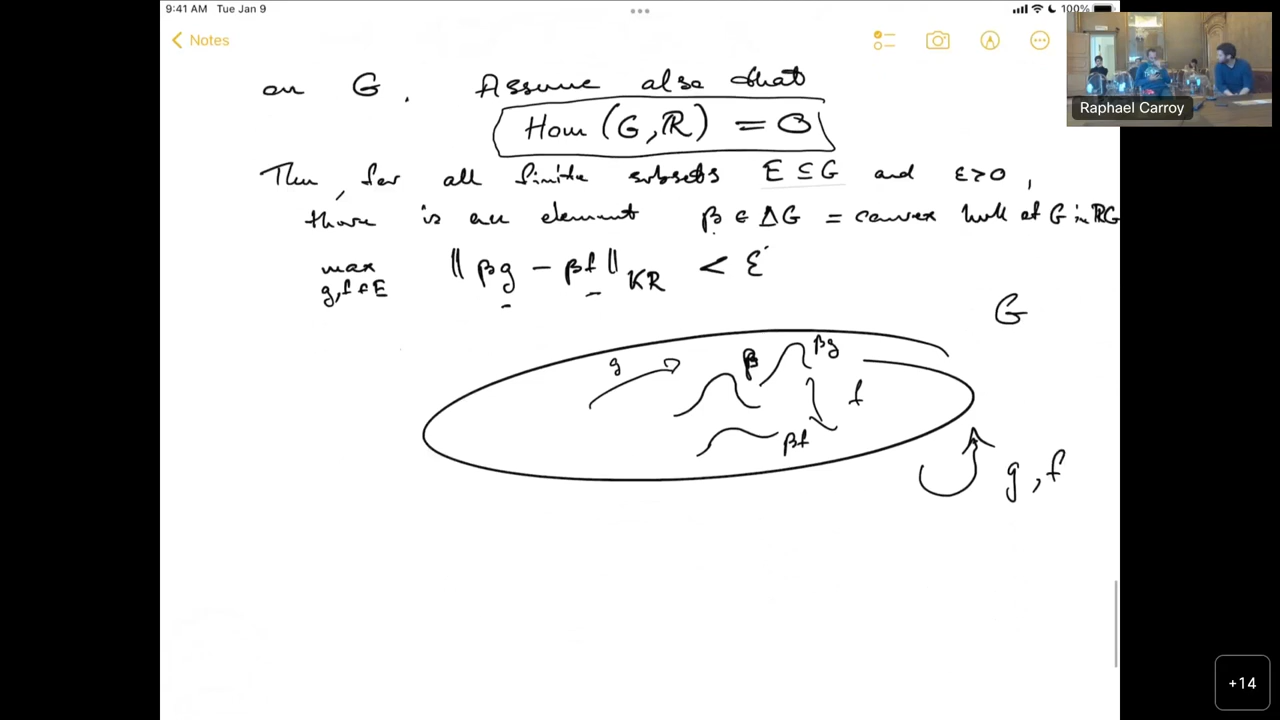 9:41 AM Tue Jan 9
100%
Notes
Raphael Carroy
on G. Assume also that
Hom (G, ℝ) = 0
Then, for all finite subsets E ⊆ G and ε>0,
there is an element β ∈ ΔG = convex hull of G in ℝG
max g,f∈E ‖ βg − βf ‖_KR < ε
G
g β βg
f
βf
g, f
+14